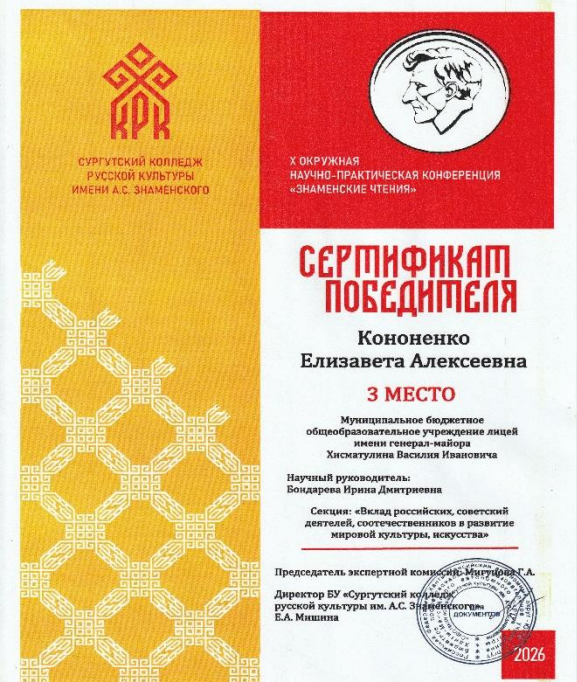 КРК
СУРГУТСКИЙ КОЛЛЕДЖ
РУССКОЙ КУЛЬТУРЫ
ИМЕНИ А.С. ЗНАМЕНСКОГО
X ОКРУЖНАЯ
НАУЧНО-ПРАКТИЧЕСКАЯ КОНФЕРЕНЦИЯ
«ЗНАМЕНСКИЕ ЧТЕНИЯ»
СЕРТИФИКАТ
ПОБЕДИТЕЛЯ
Кононенко
Елизавета Алексеевна
3 МЕСТО
Муниципальное бюджетное
общеобразовательное учреждение лицей
имени генерал-майора
Хисматулина Василия Ивановича
Научный руководитель:
Бондарева Ирина Дмитриевна
Секция: «Вклад российских, советский
деятелей, соотечественников в развитие
мировой культуры, искусства»
Председатель экспертной комиссии: Мигунова Г.А.
Директор БУ «Сургутский колледж
русской культуры им. А.С. Знаменского»
Е.А. Мишина
ДОКУМЕНТОВ
2026